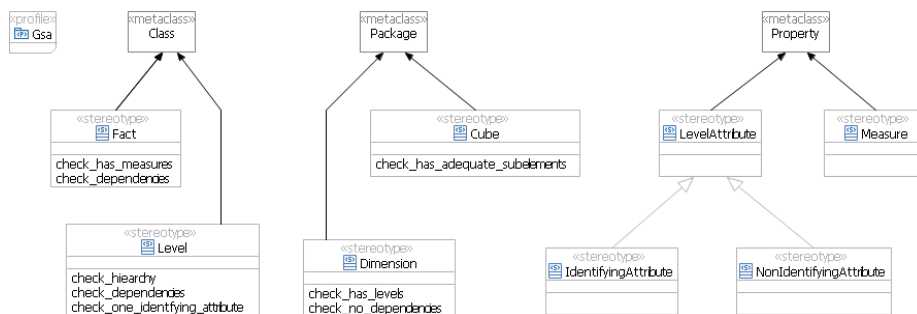 «profile»
Gsa
«metaclass»
Class
«metaclass»
Package
«metaclass»
Property
«stereotype»
Fact
check_has_measures
check_dependencies
«stereotype»
Cube
check_has_adequate_subelements
«stereotype»
LevelAttribute
«stereotype»
Measure
«stereotype»
Level
check_hiearchy
check_dependencies
check_one_identfying_attribute
«stereotype»
Dimension
check_has_levels
check_no_dependencies
«stereotype»
IdentifyingAttribute
«stereotype»
NonIdentifyingAttribute